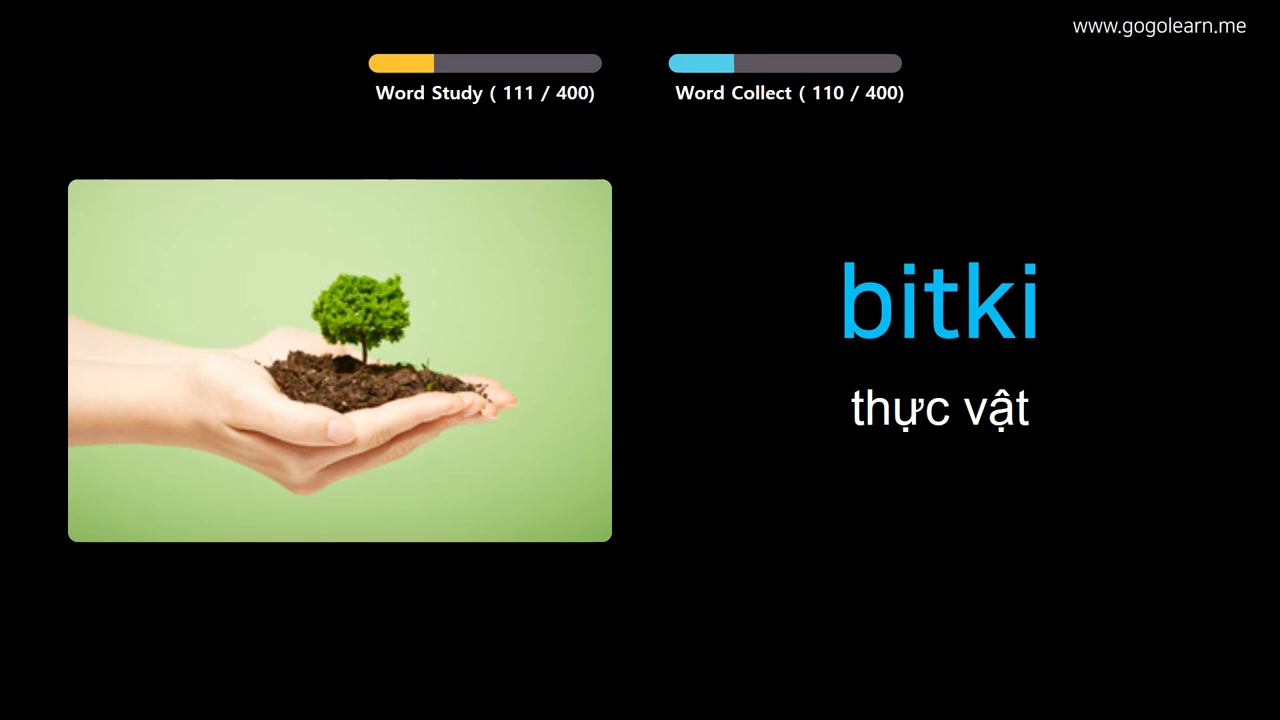 www.gogolearn.me
Word Study ( 111 / 400)
Word Collect ( 110 / 400)
bitki
thực vật